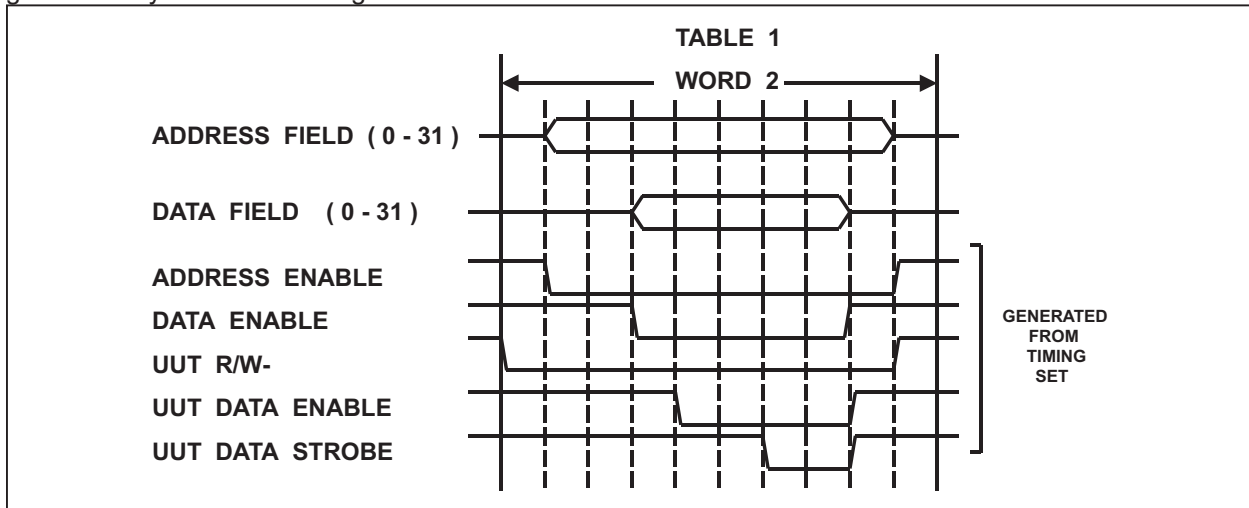 TABLE 1
WORD 2
ADDRESS FIELD ( 0 - 31 )
DATA FIELD ( 0 - 31 )
ADDRESS ENABLE
DATA ENABLE
UUT R/W-
UUT DATA ENABLE
UUT DATA STROBE
GENERATED
FROM
TIMING
SET